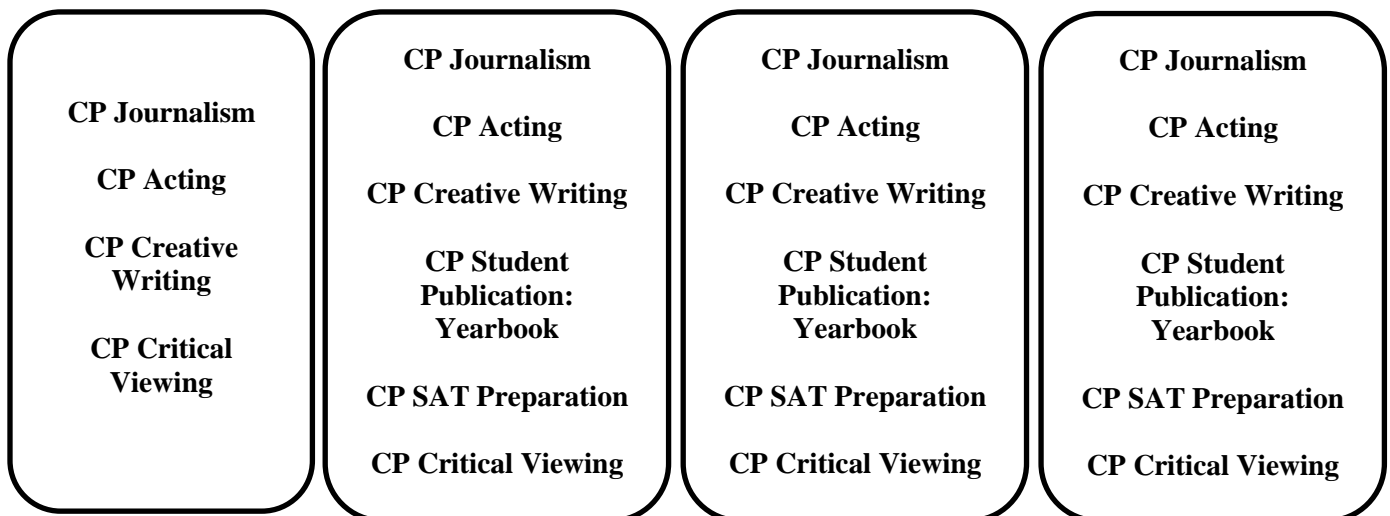 CP Journalism
CP Acting
CP Creative
Writing
CP Critical
Viewing
CP Journalism
CP Acting
CP Creative Writing
CP Student
Publication:
Yearbook
CP SAT Preparation
CP Critical Viewing
CP Journalism
CP Acting
CP Creative Writing
CP Student
Publication:
Yearbook
CP SAT Preparation
CP Critical Viewing
CP Journalism
CP Acting
CP Creative Writing
CP Student
Publication:
Yearbook
CP SAT Preparation
CP Critical Viewing